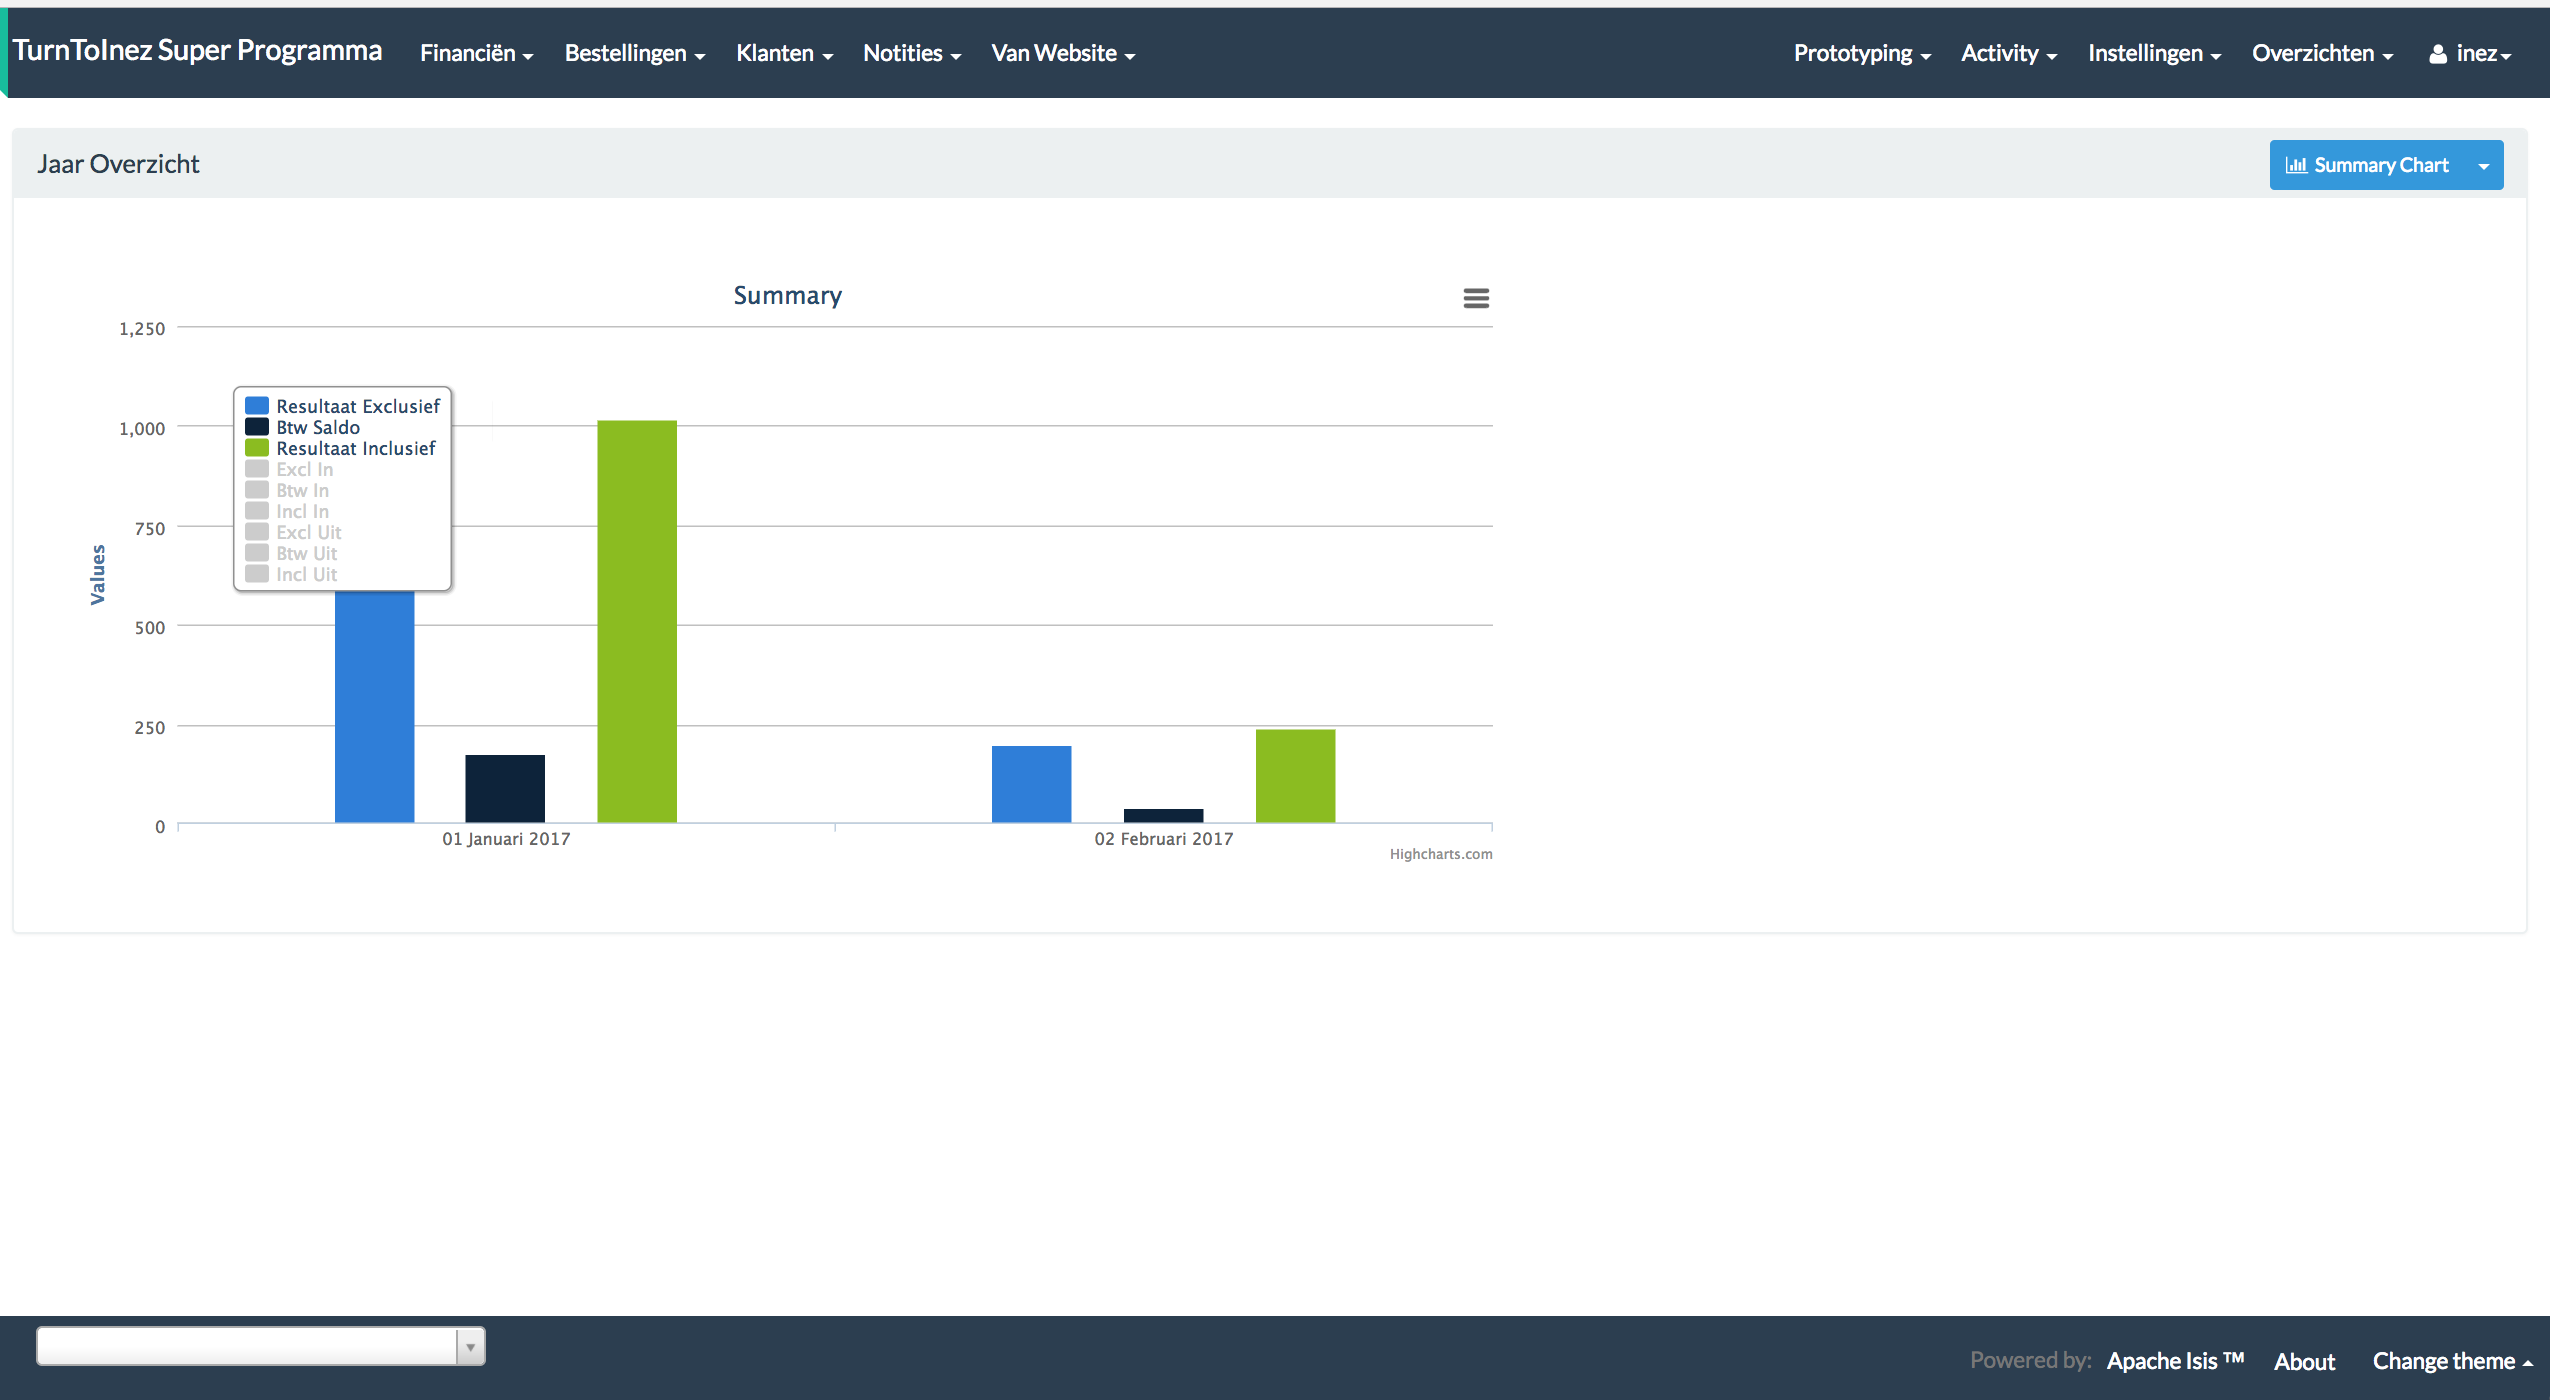 TurnToInez Super Programma Financiën Bestellingen Klanten Notities Van Website Prototyping Activity Instellingen Overzichten inez
Jaar Overzicht Summary Chart
Summary
1,250
1,000
750
500
250
0
Values
Resultaat Exclusief
Btw Saldo
Resultaat Inclusief
Excl In
Btw In
Incl In
Excl Uit
Btw Uit
Incl Uit
01 Januari 2017 02 Februari 2017
Highcharts.com
Powered by: Apache Isis ™ About Change theme